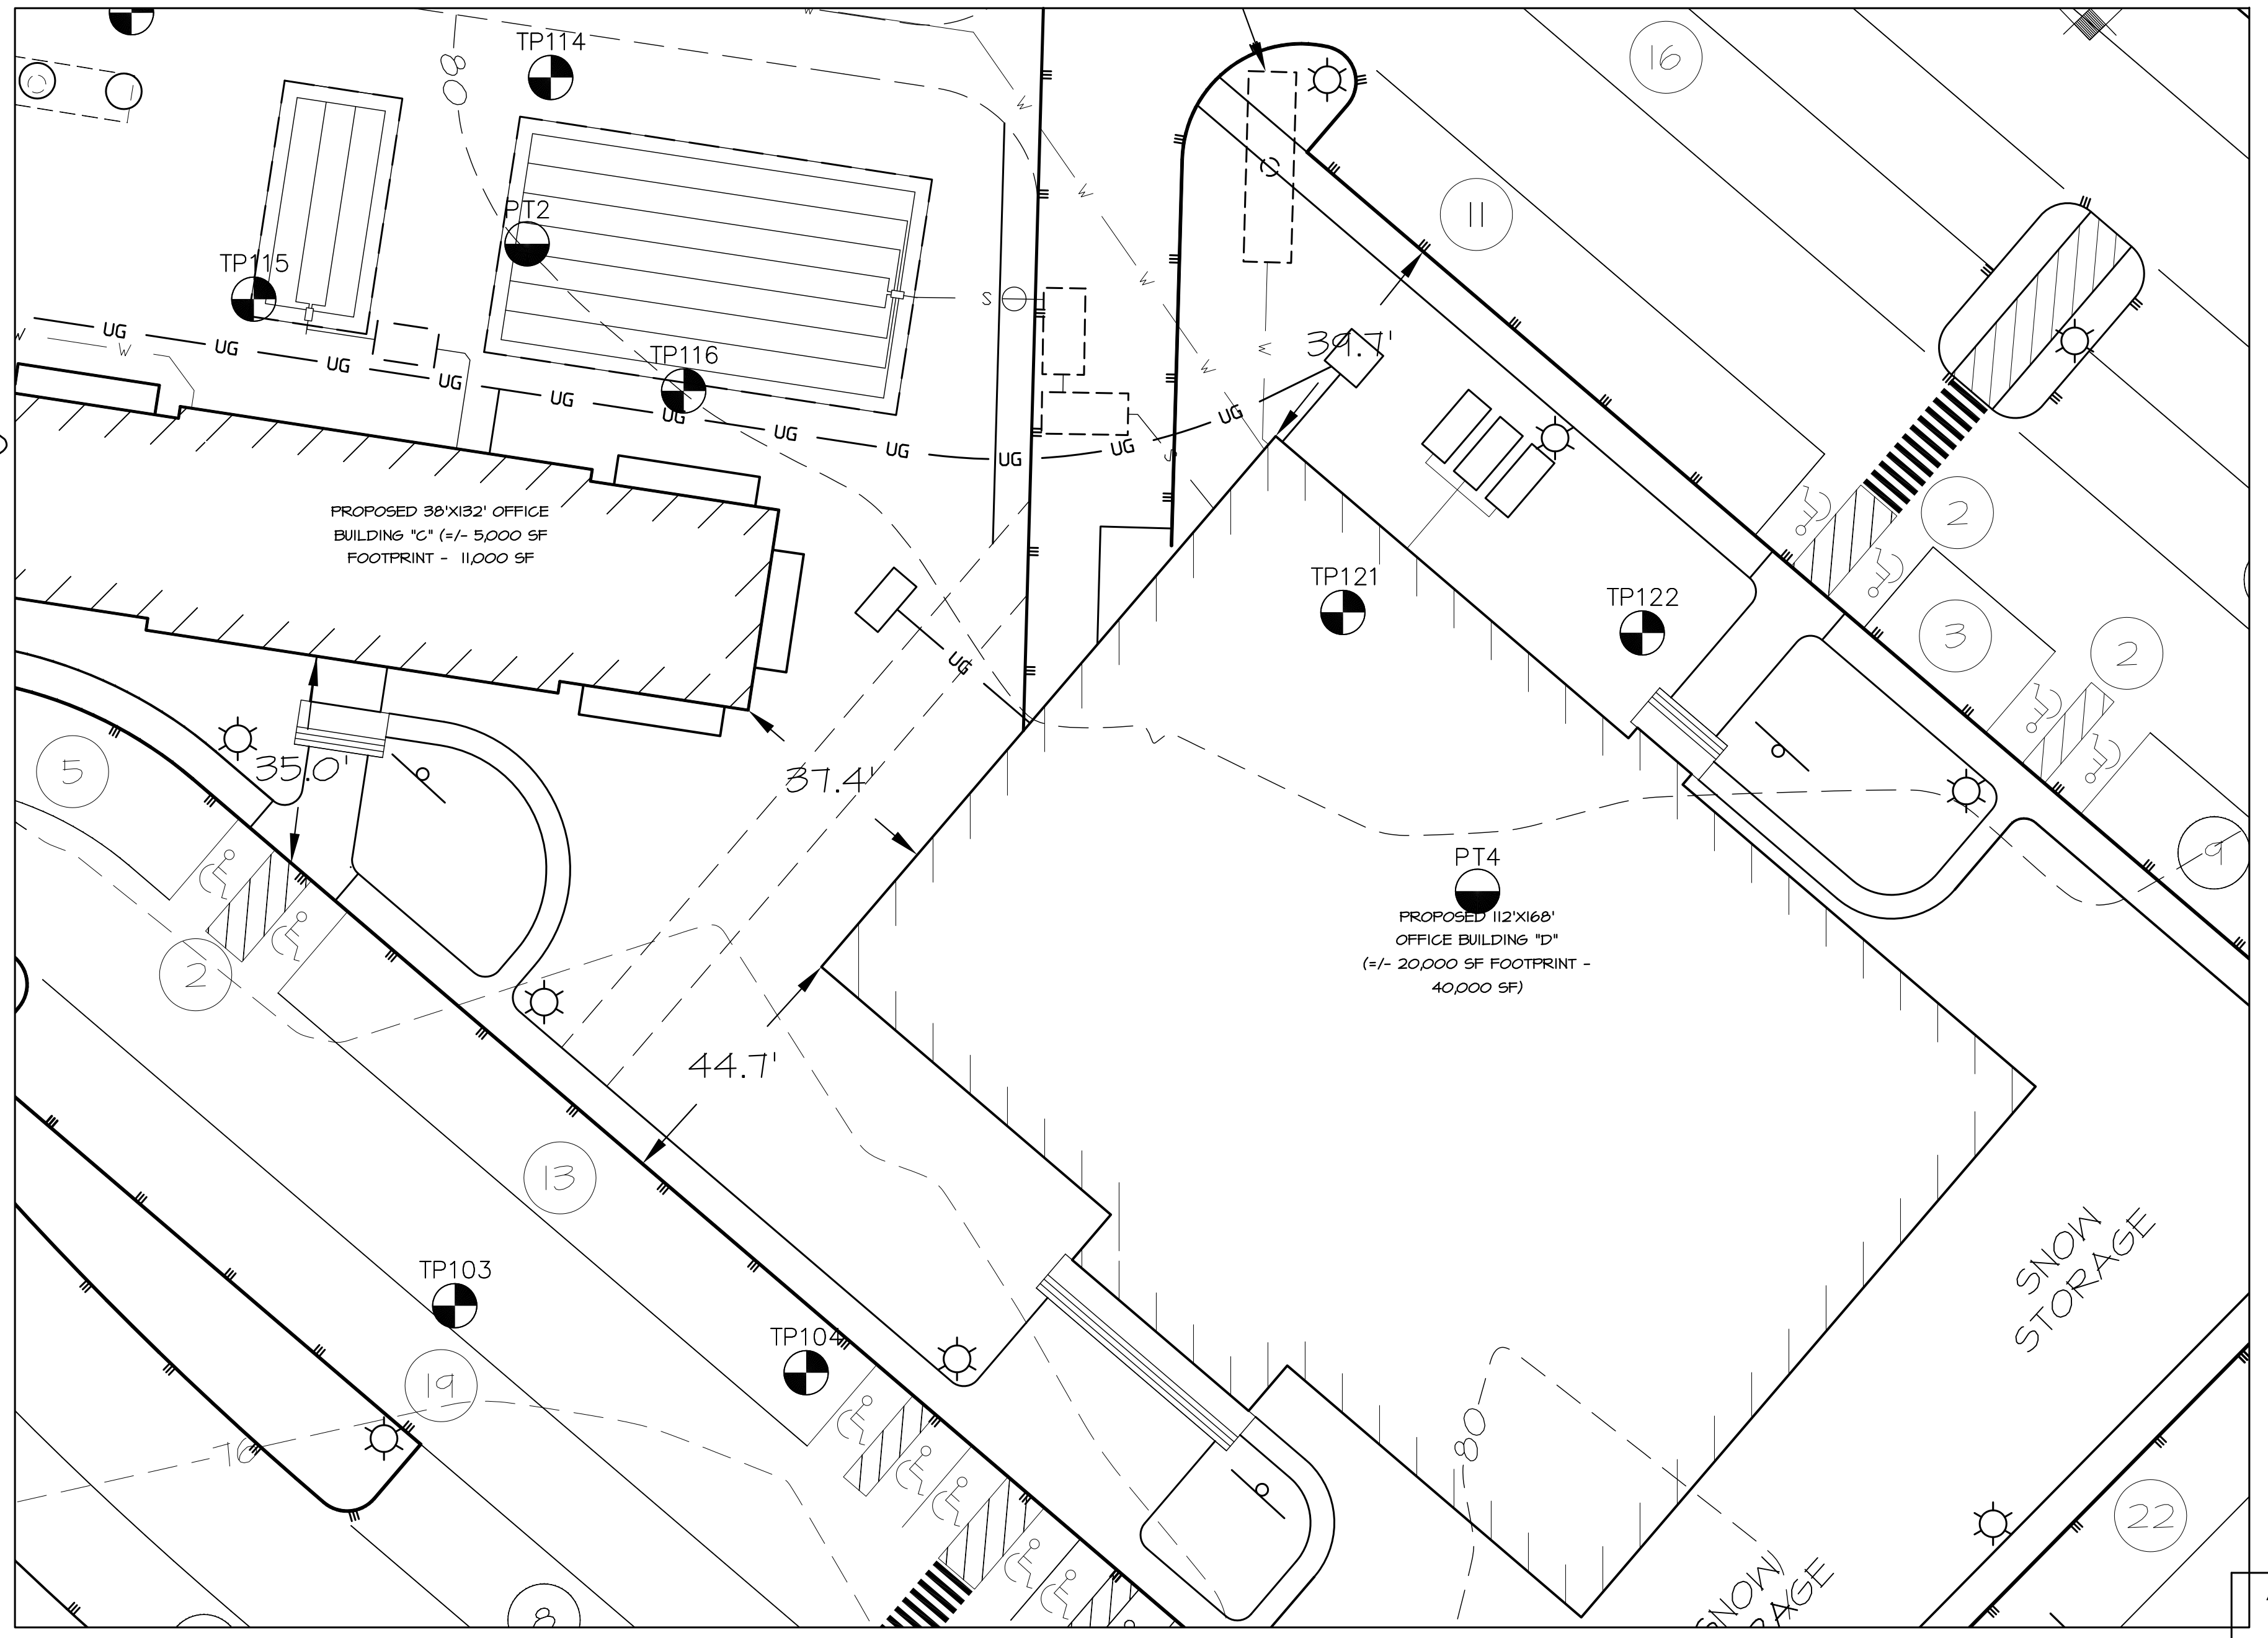 TP114
80
16
W
W
11
PT2
TP115
W
W
UG
UG
UG
UG
UG
UG
UG
UG
UG
UG
UG
S
S
W
W
W
39.7'
TP116
PROPOSED 38'X132' OFFICE
BUILDING "C" (=/- 5,000 SF
FOOTPRINT - 11,000 SF
2
TP121
TP122
3
2
UG
5
35.0'
37.4'
9
PT4
PROPOSED 112'X168'
OFFICE BUILDING "D"
(=/- 20,000 SF FOOTPRINT -
40,000 SF)
2
44.7'
13
SNOW
STORAGE
TP103
TP104
19
76
80
22
8
SNOW